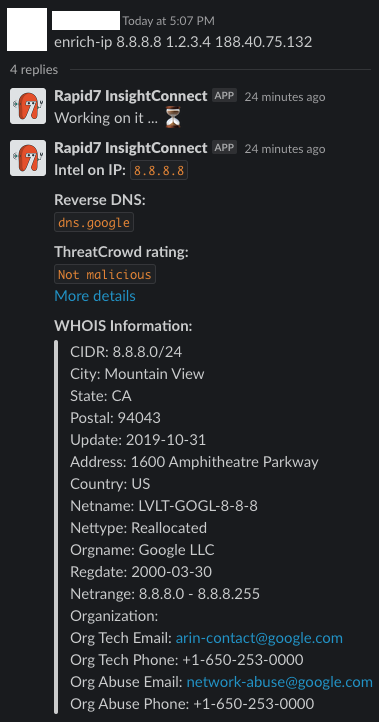 Today at 5:07 PM
enrich-ip 8.8.8.8 1.2.3.4 188.40.75.132
4 replies
Rapid7 InsightConnect APP 24 minutes ago
Working on it ...
Rapid7 InsightConnect APP 24 minutes ago
Intel on IP: 8.8.8.8
Reverse DNS:
dns.google
ThreatCrowd rating:
Not malicious
More details
WHOIS Information:
CIDR: 8.8.8.0/24
City: Mountain View
State: CA
Postal: 94043
Update: 2019-10-31
Address: 1600 Amphitheatre Parkway
Country: US
Netname: LVLT-GOGL-8-8-8
Nettype: Reallocated
Orgname: Google LLC
Regdate: 2000-03-30
Netrange: 8.8.8.0 - 8.8.8.255
Organization:
Org Tech Email: arin-contact@google.com
Org Tech Phone: +1-650-253-0000
Org Abuse Email: network-abuse@google.com
Org Abuse Phone: +1-650-253-0000